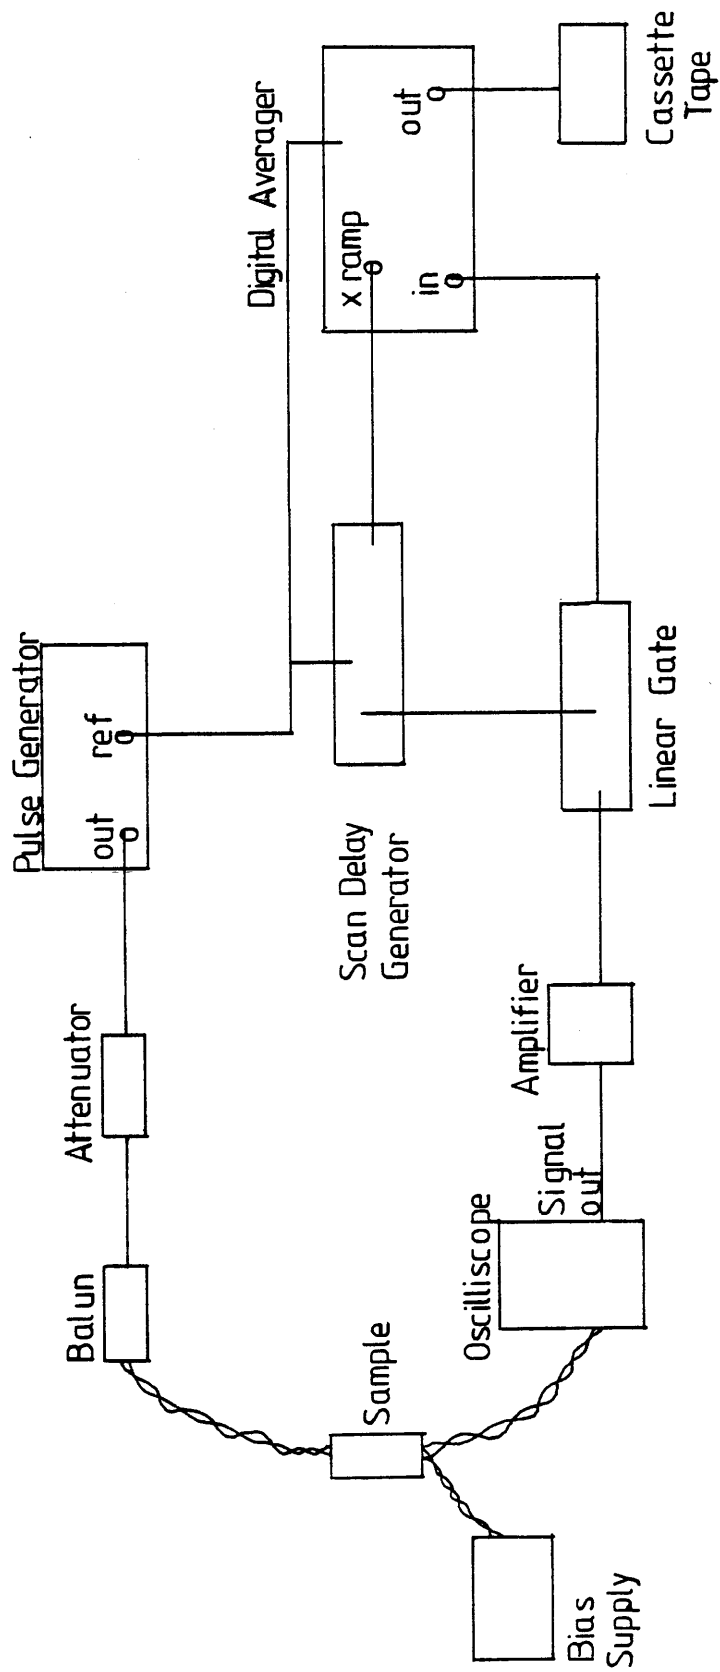 Pulse Generator
out
ref
Attenuator
Balun
Digital Averager
x ramp
out
in
Scan Delay
Generator
Sample
Oscilliscope
Signal
out
Amplifier
Linear Gate
Cassette
Tape
Bias
Supply